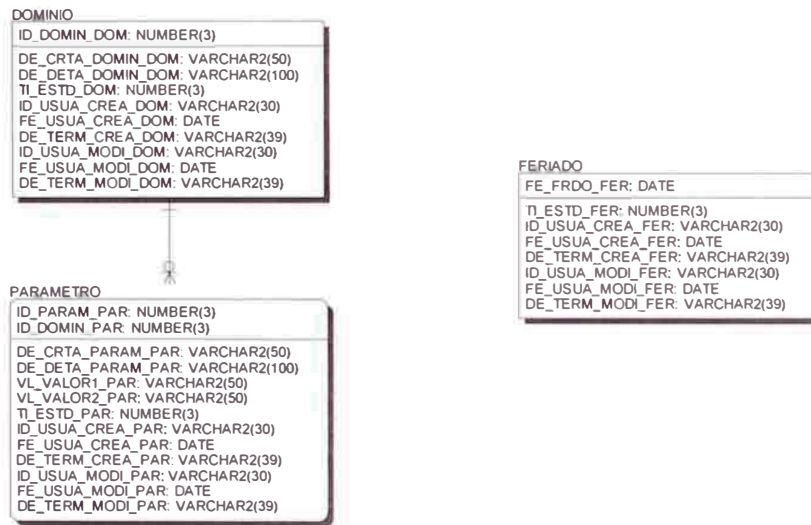 DOMINIO
ID_DOMIN_DOM: NUMBER(3)
DE_CRTA_DOMIN_DOM: VARCHAR2(50)
DE_DETA_DOMIN_DOM: VARCHAR2(100)
TI_ESTD_DOM: NUMBER(3)
ID_USUA_CREA_DOM: VARCHAR2(30)
FE_USUA_CREA_DOM: DATE
DE_TERM_CREA_DOM: VARCHAR2(39)
ID_USUA_MODI_DOM: VARCHAR2(30)
FE_USUA_MODI_DOM: DATE
DE_TERM_MODI_DOM: VARCHAR2(39)
PARAMETRO
ID_PARAM_PAR: NUMBER(3)
ID_DOMIN_PAR: NUMBER(3)
DE_CRTA_PARAM_PAR: VARCHAR2(50)
DE_DETA_PARAM_PAR: VARCHAR2(100)
VL_VALOR1_PAR: VARCHAR2(50)
VL_VALOR2_PAR: VARCHAR2(50)
TI_ESTD_PAR: NUMBER(3)
ID_USUA_CREA_PAR: VARCHAR2(30)
FE_USUA_CREA_PAR: DATE
DE_TERM_CREA_PAR: VARCHAR2(39)
ID_USUA_MODI_PAR: VARCHAR2(30)
FE_USUA_MODI_PAR: DATE
DE_TERM_MODI_PAR: VARCHAR2(39)
FERIADO
FE_FRDO_FER: DATE
TI_ESTD_FER: NUMBER(3)
ID_USUA_CREA_FER: VARCHAR2(30)
FE_USUA_CREA_FER: DATE
DE_TERM_CREA_FER: VARCHAR2(39)
ID_USUA_MODI_FER: VARCHAR2(30)
FE_USUA_MODI_FER: DATE
DE_TERM_MODI_FER: VARCHAR2(39)